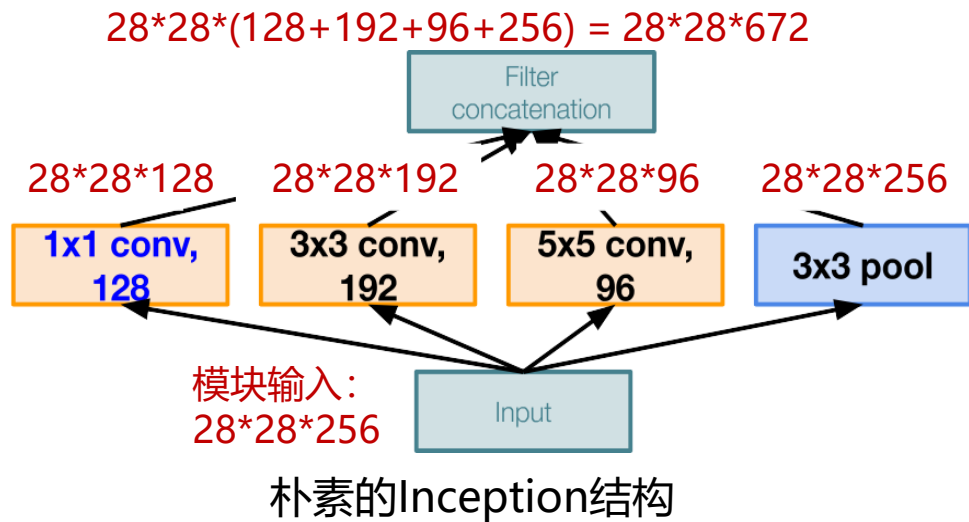 28*28*(128+192+96+256) = 28*28*672
Filter
concatenation
28*28*128
28*28*192
28*28*96
28*28*256
1x1 conv,
128
3x3 conv,
192
5x5 conv,
96
3x3 pool
模块输入：
28*28*256
Input
朴素的Inception结构